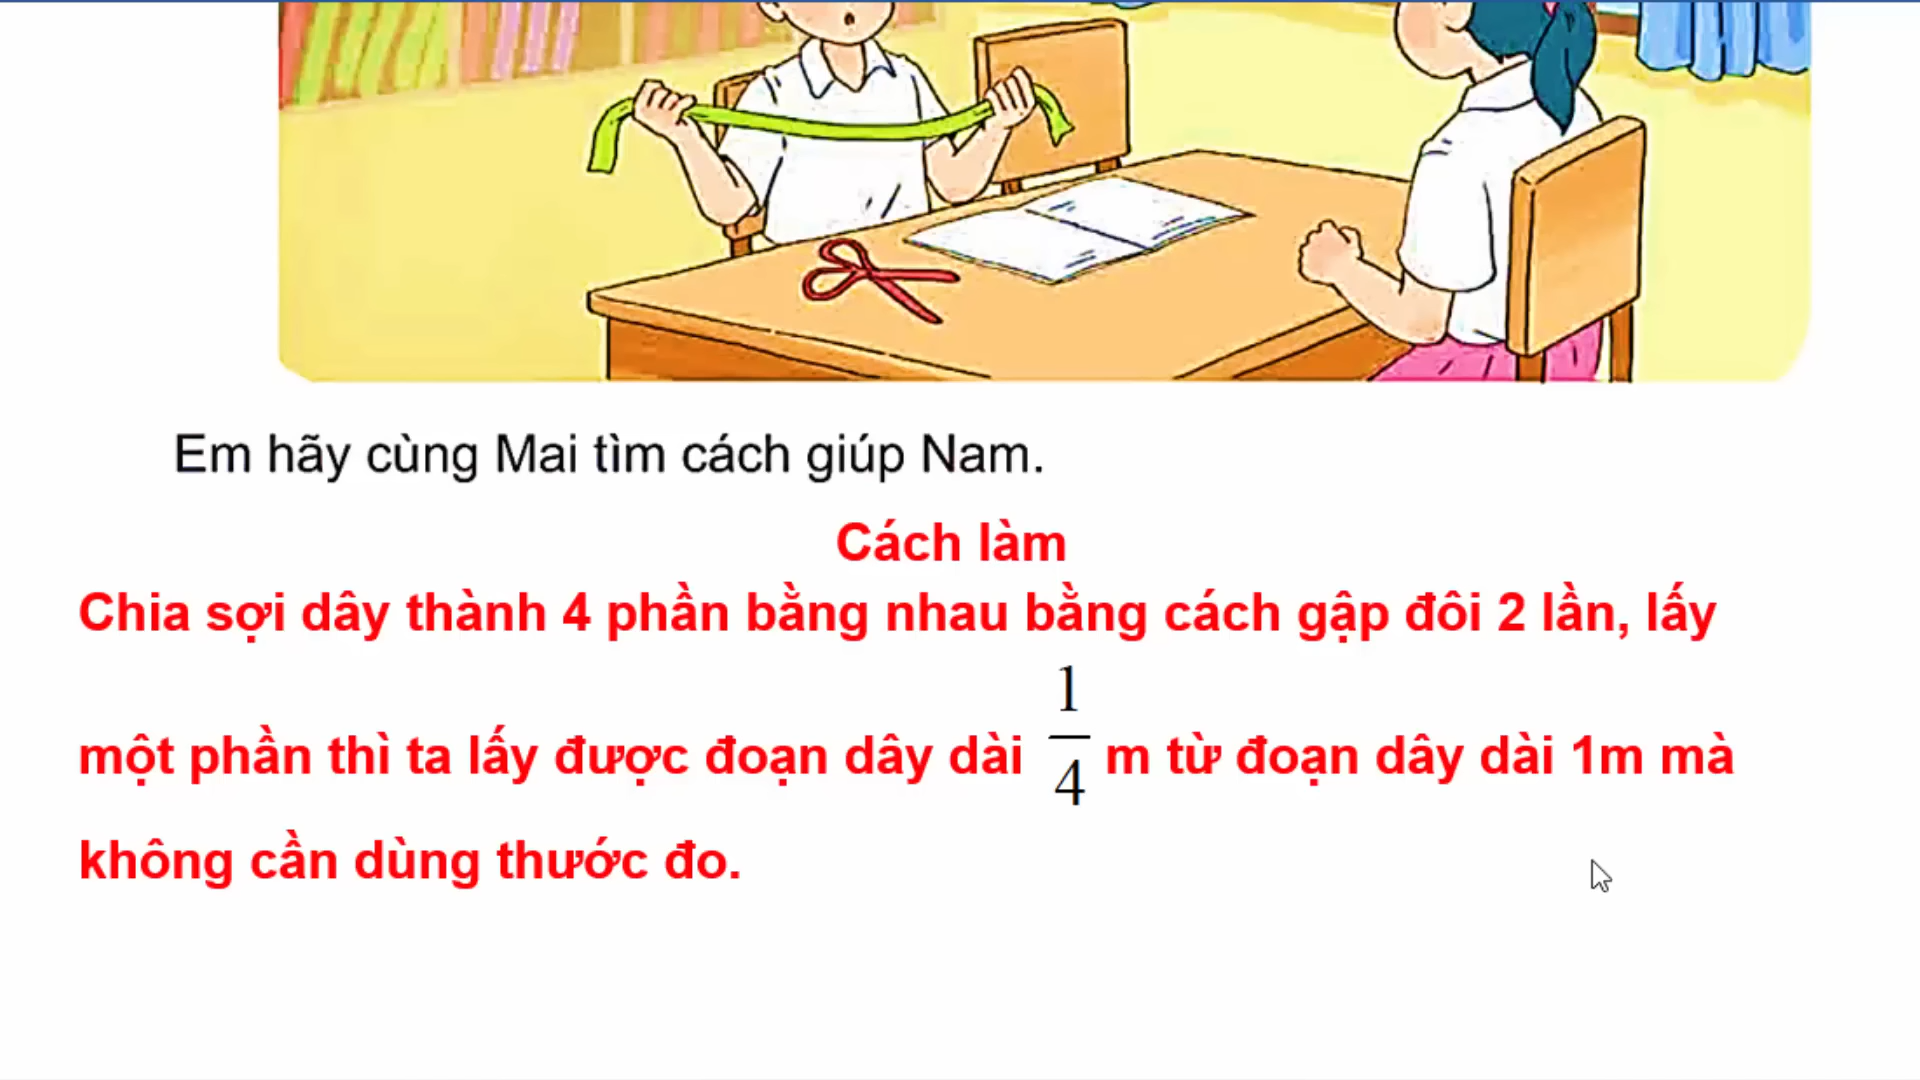 Em hãy cùng Mai tìm cách giúp Nam.
Cách làm
Chia sợi dây thành 4 phần bằng nhau bằng cách gập đôi 2 lần, lấy
một phần thì ta lấy được đoạn dây dài 1/4 m từ đoạn dây dài 1m mà
không cần dùng thước đo.